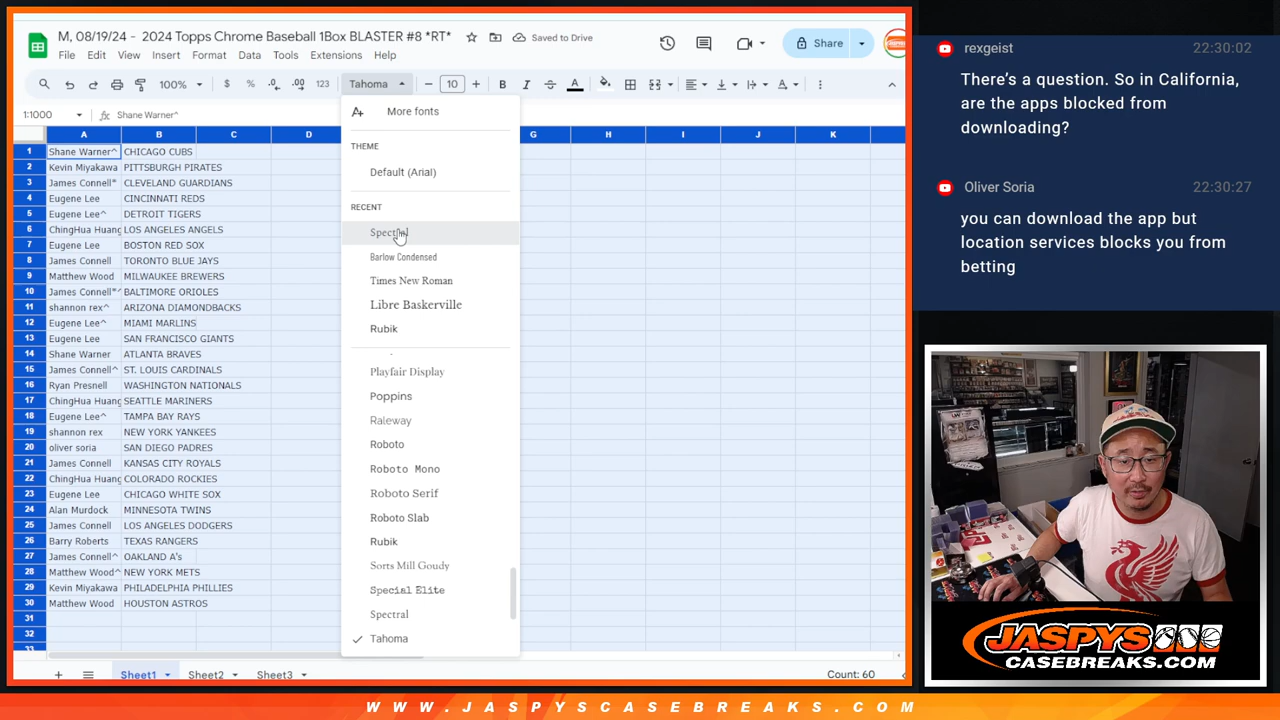 M, 08/19/24 - 2024 Topps Chrome Baseball 1Box BLASTER #8 *RT*
Saved to Drive
File Edit View Insert Format Data Tools Extensions Help
Share
100% $ % .0 .00 123 Tahoma 10 B I S A
1:1000 fx Shane Warner^
A B C D G H I J K
1 Shane Warner^ CHICAGO CUBS
2 Kevin Miyakawa PITTSBURGH PIRATES
3 James Connell* CLEVELAND GUARDIANS
4 Eugene Lee CINCINNATI REDS
5 Eugene Lee^ DETROIT TIGERS
6 ChingHua Huang LOS ANGELES ANGELS
7 Eugene Lee BOSTON RED SOX
8 James Connell TORONTO BLUE JAYS
9 Matthew Wood MILWAUKEE BREWERS
10 James Connell*^ BALTIMORE ORIOLES
11 shannon rex^ ARIZONA DIAMONDBACKS
12 Eugene Lee^ MIAMI MARLINS
13 Eugene Lee SAN FRANCISCO GIANTS
14 Shane Warner ATLANTA BRAVES
15 James Connell^ ST. LOUIS CARDINALS
16 Ryan Presnell WASHINGTON NATIONALS
17 ChingHua Huang SEATTLE MARINERS
18 Eugene Lee^ TAMPA BAY RAYS
19 shannon rex NEW YORK YANKEES
20 oliver soria SAN DIEGO PADRES
21 James Connell KANSAS CITY ROYALS
22 ChingHua Huang COLORADO ROCKIES
23 Eugene Lee CHICAGO WHITE SOX
24 Alan Murdock MINNESOTA TWINS
25 James Connell LOS ANGELES DODGERS
26 Barry Roberts TEXAS RANGERS
27 James Connell^ OAKLAND A's
28 Matthew Wood^ NEW YORK METS
29 Kevin Miyakawa PHILADELPHIA PHILLIES
30 Matthew Wood HOUSTON ASTROS
31
32
33
More fonts
THEME
Default (Arial)
RECENT
Spectral
Barlow Condensed
Times New Roman
Libre Baskerville
Rubik
Playfair Display
Poppins
Raleway
Roboto
Roboto Mono
Roboto Serif
Roboto Slab
Rubik
Sorts Mill Goudy
Special Elite
Spectral
Tahoma
Sheet1 Sheet2 Sheet3 Count: 60
rexgeist 22:30:02
There's a question. So in California,
are the apps blocked from
downloading?
Oliver Soria 22:30:27
you can download the app but
location services blocks you from
betting
JASPYS
CASEBREAKS.COM
WWW.JASPYSCASEBREAKS.COM